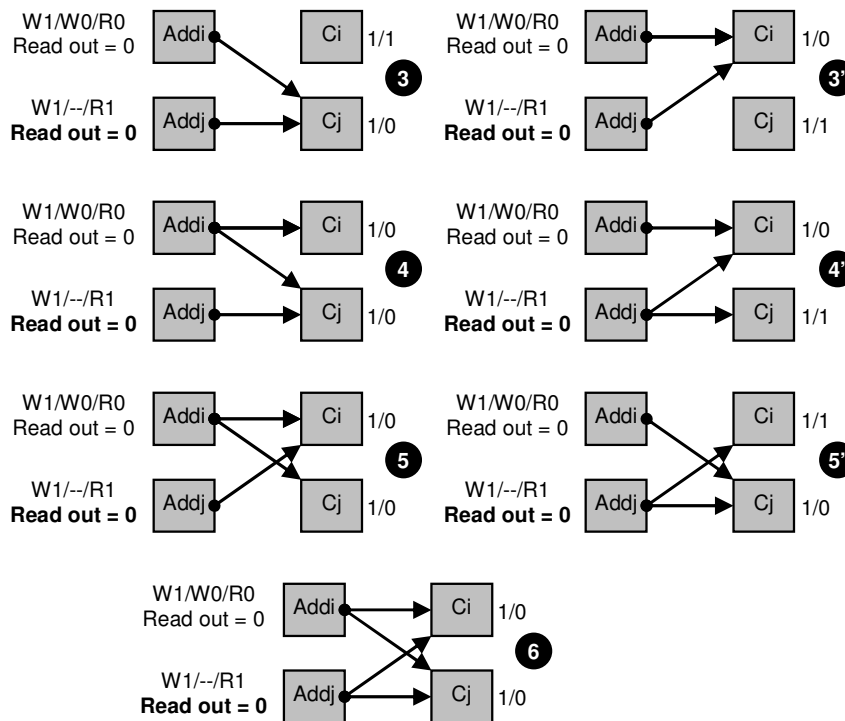 W1/W0/R0
Read out = 0
Addi
Ci
1/1
3
W1/--/R1
Read out = 0
Addj
Cj
1/0
W1/W0/R0
Read out = 0
Addi
Ci
1/0
3'
W1/--/R1
Read out = 0
Addj
Cj
1/1
W1/W0/R0
Read out = 0
Addi
Ci
1/0
4
W1/--/R1
Read out = 0
Addj
Cj
1/0
W1/W0/R0
Read out = 0
Addi
Ci
1/0
4'
W1/--/R1
Read out = 0
Addj
Cj
1/1
W1/W0/R0
Read out = 0
Addi
Ci
1/0
5
W1/--/R1
Read out = 0
Addj
Cj
1/0
W1/W0/R0
Read out = 0
Addi
Ci
1/1
5'
W1/--/R1
Read out = 0
Addj
Cj
1/0
W1/W0/R0
Read out = 0
Addi
Ci
1/0
6
W1/--/R1
Read out = 0
Addj
Cj
1/0